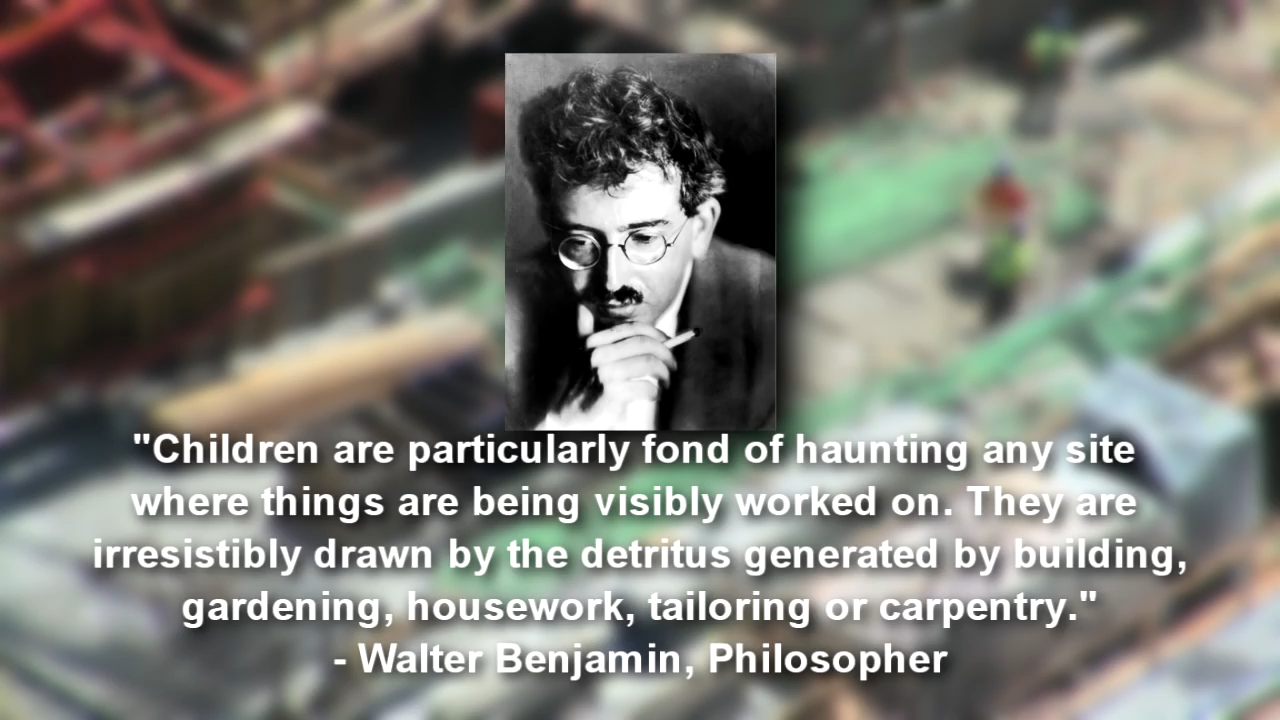 "Children are particularly fond of haunting any site
where things are being visibly worked on. They are
irresistibly drawn by the detritus generated by building,
gardening, housework, tailoring or carpentry."
- Walter Benjamin, Philosopher